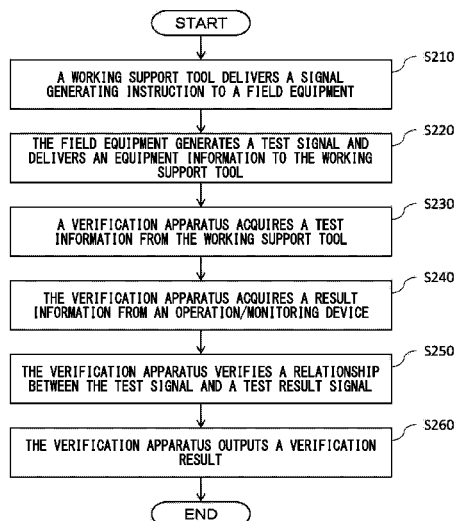 START
S210
A WORKING SUPPORT TOOL DELIVERS A SIGNAL
GENERATING INSTRUCTION TO A FIELD EQUIPMENT
S220
THE FIELD EQUIPMENT GENERATES A TEST SIGNAL AND
DELIVERS AN EQUIPMENT INFORMATION TO THE WORKING
SUPPORT TOOL
S230
A VERIFICATION APPARATUS ACQUIRES A TEST
INFORMATION FROM THE WORKING SUPPORT TOOL
S240
THE VERIFICATION APPARATUS ACQUIRES A RESULT
INFORMATION FROM AN OPERATION/MONITORING DEVICE
S250
THE VERIFICATION APPARATUS VERIFIES A RELATIONSHIP
BETWEEN THE TEST SIGNAL AND A TEST RESULT SIGNAL
S260
THE VERIFICATION APPARATUS OUTPUTS A VERIFICATION
RESULT
END